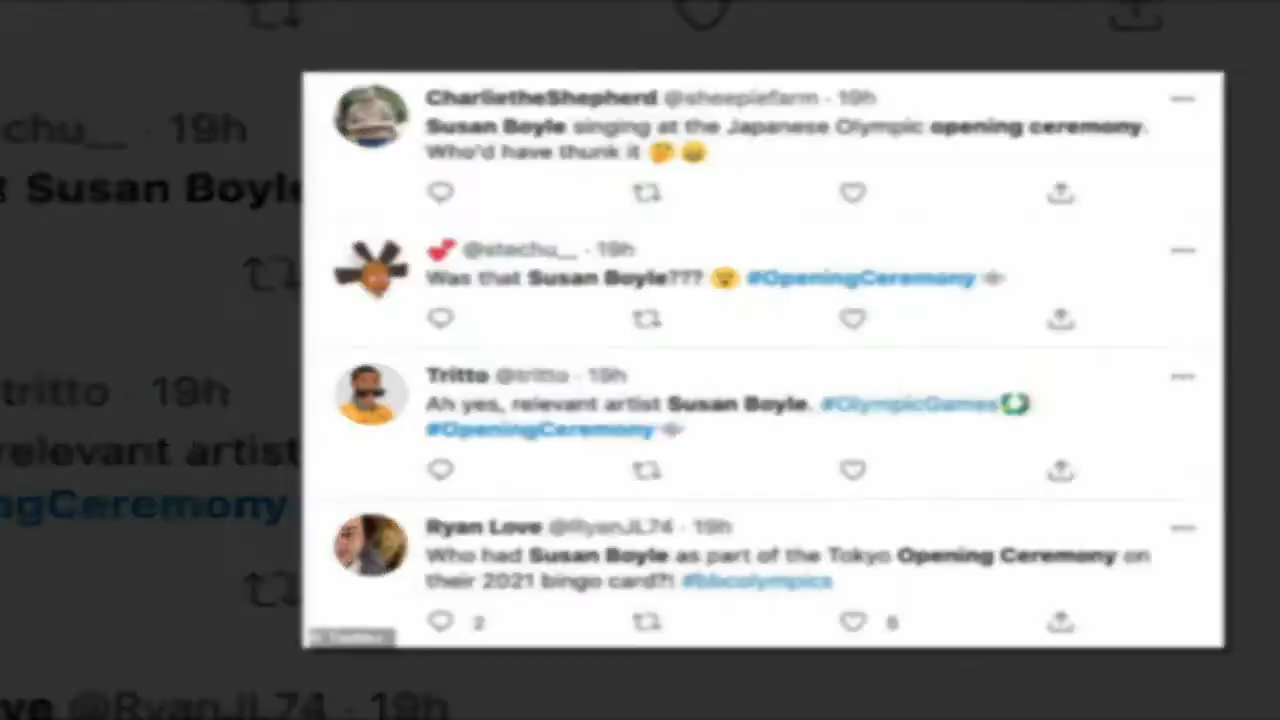 CharlietheShepherd @sheepiefarm · 19h
Susan Boyle singing at the Japanese Olympic opening ceremony.
Who'd have thunk it 🤔😀
💕 @stechu__ · 19h
Was that Susan Boyle??? 😮 #OpeningCeremony
Tritto @tritto · 19h
Ah yes, relevant artist Susan Boyle. #OlympicGames
#OpeningCeremony
Ryan Love @RyanJL74 · 19h
Who had Susan Boyle as part of the Tokyo Opening Ceremony on
their 2021 bingo card?! #bbcolympics
2
chu__ · 19h
Susan Boyle
tritto · 19h
relevant artist
ngCeremony
ve @RyanJL74 · 19h